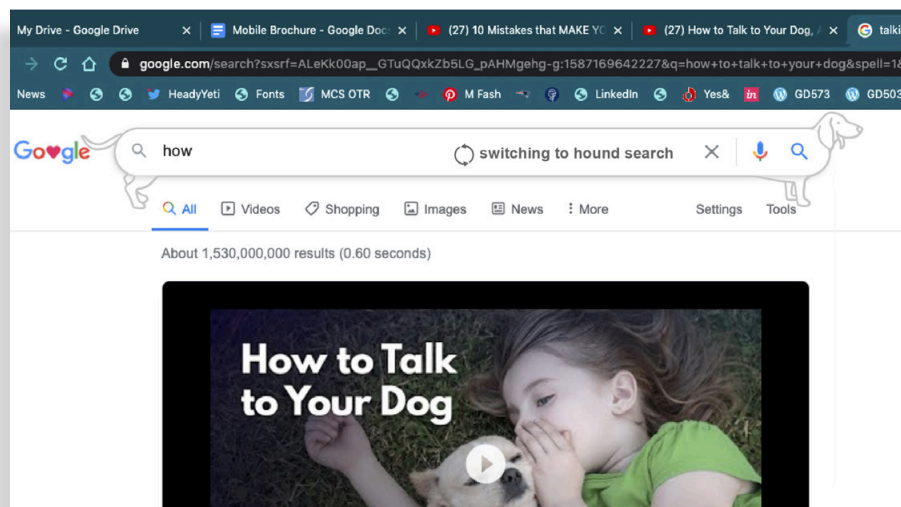 My Drive - Google Drive
Mobile Brochure - Google Doc
(27) 10 Mistakes that MAKE YO
(27) How to Talk to Your Dog,
talki
google.com/search?sxsrf=ALeKk00ap__GTuQQxkZb5LG_pAHMgehg-g:1587169642227&q=how+to+talk+to+your+dog&spell=1&
News
HeadyYeti
Fonts
MCS OTR
M Fash
LinkedIn
Yes&
in
GD573
GD503
Go♥gle
how
switching to hound search
All
Videos
Shopping
Images
News
More
Settings
Tools
About 1,530,000,000 results (0.60 seconds)
How to Talk
to Your Dog